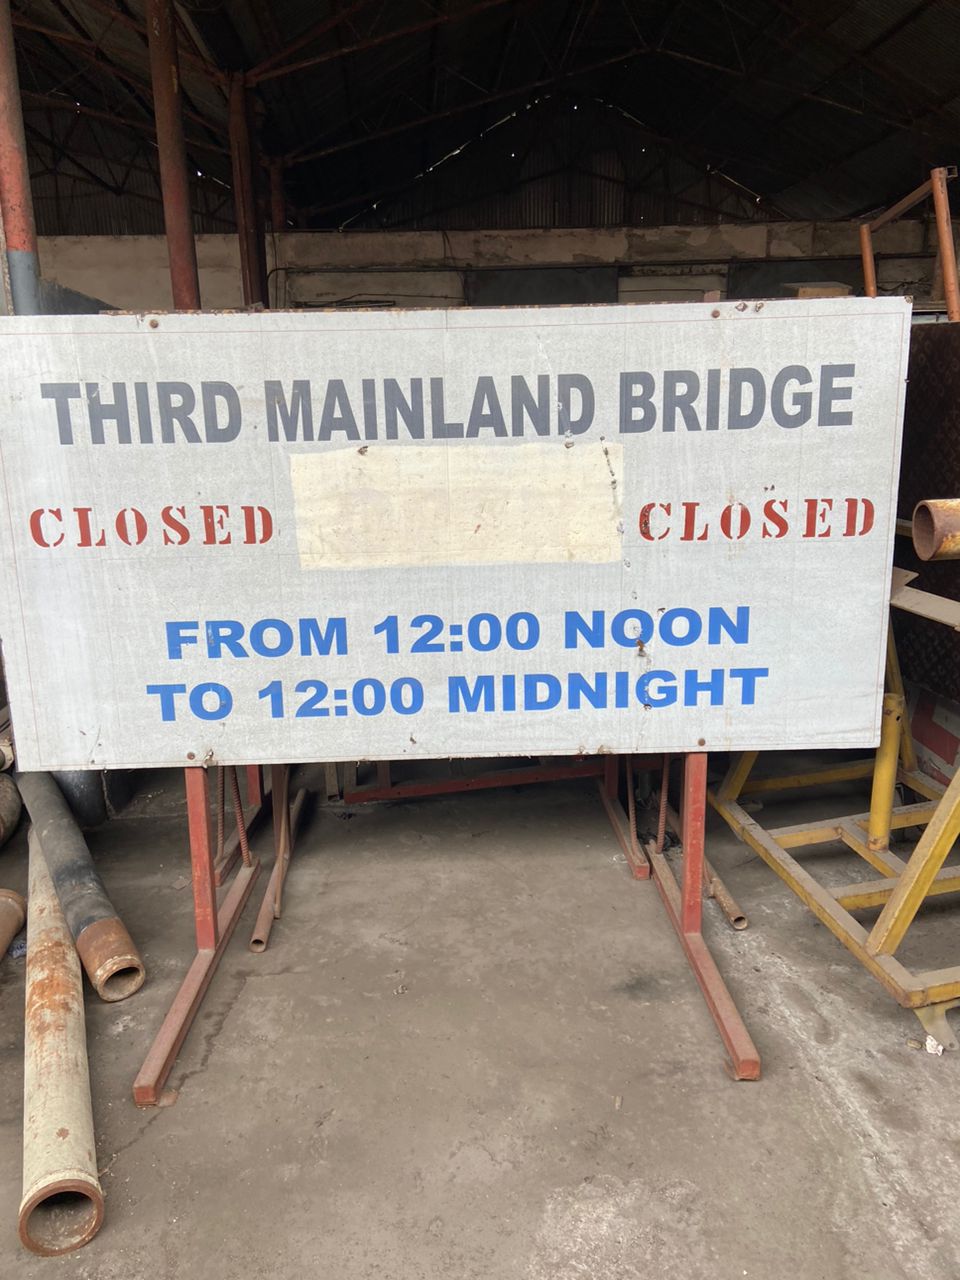 THIRD MAINLAND BRIDGE
CLOSED CLOSED
FROM 12:00 NOON
TO 12:00 MIDNIGHT